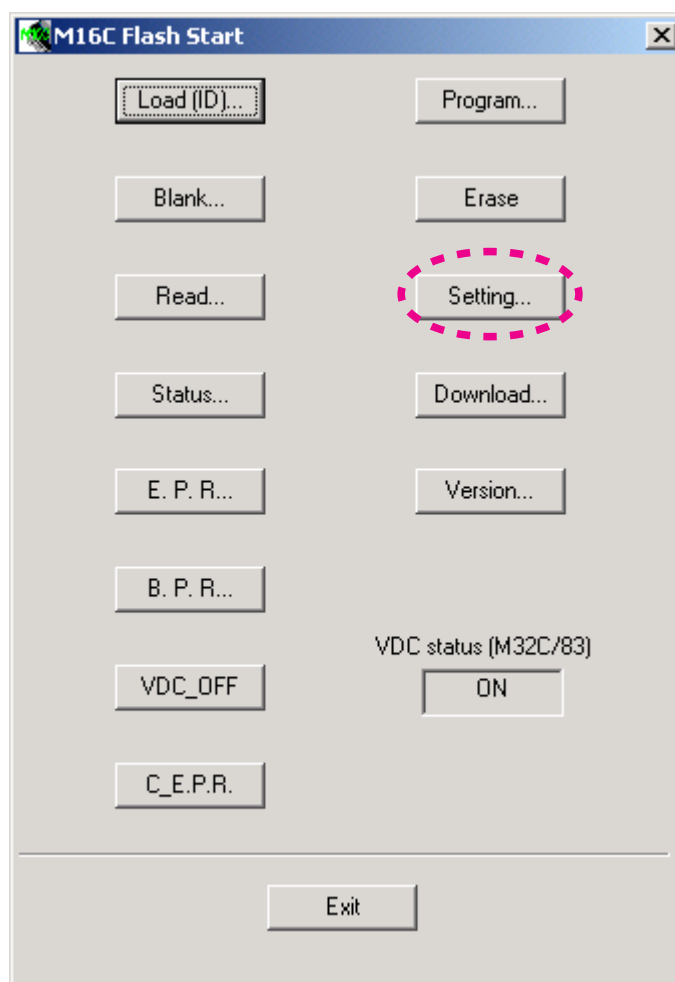 M16C Flash Start
Load (ID)...
Program...
Blank...
Erase
Read...
Setting...
Status...
Download...
E. P. R...
Version...
B. P. R...
VDC status (M32C/83)
VDC_OFF
ON
C_E.P.R.
Exit